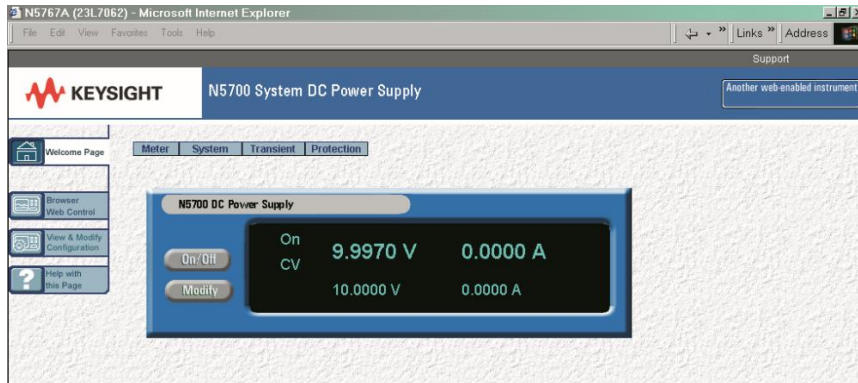 N5767A (23L7062) - Microsoft Internet Explorer
File Edit View Favorites Tools Help
Links » Address
Support
KEYSIGHT
N5700 System DC Power Supply
Another web-enabled instrument
Welcome Page
Meter System Transient Protection
Browser
Web Control
View & Modify
Configuration
Help with
this Page
N5700 DC Power Supply
On/Off
Modify
On
CV
9.9970 V 0.0000 A
10.0000 V 0.0000 A